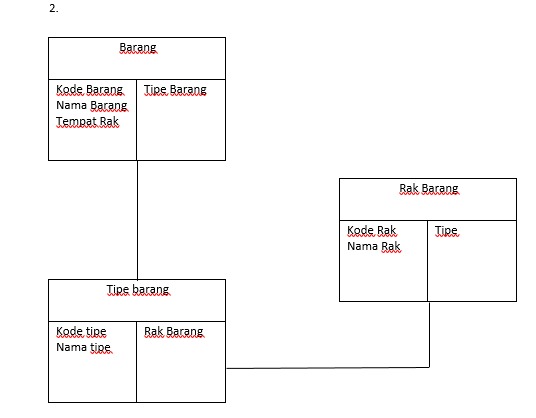 2.
Barang
Kode Barang
Nama Barang
Tempat Rak
Tipe Barang
Rak Barang
Kode Rak
Nama Rak
Tipe
Tipe barang
Kode tipe
Nama tipe
Rak Barang